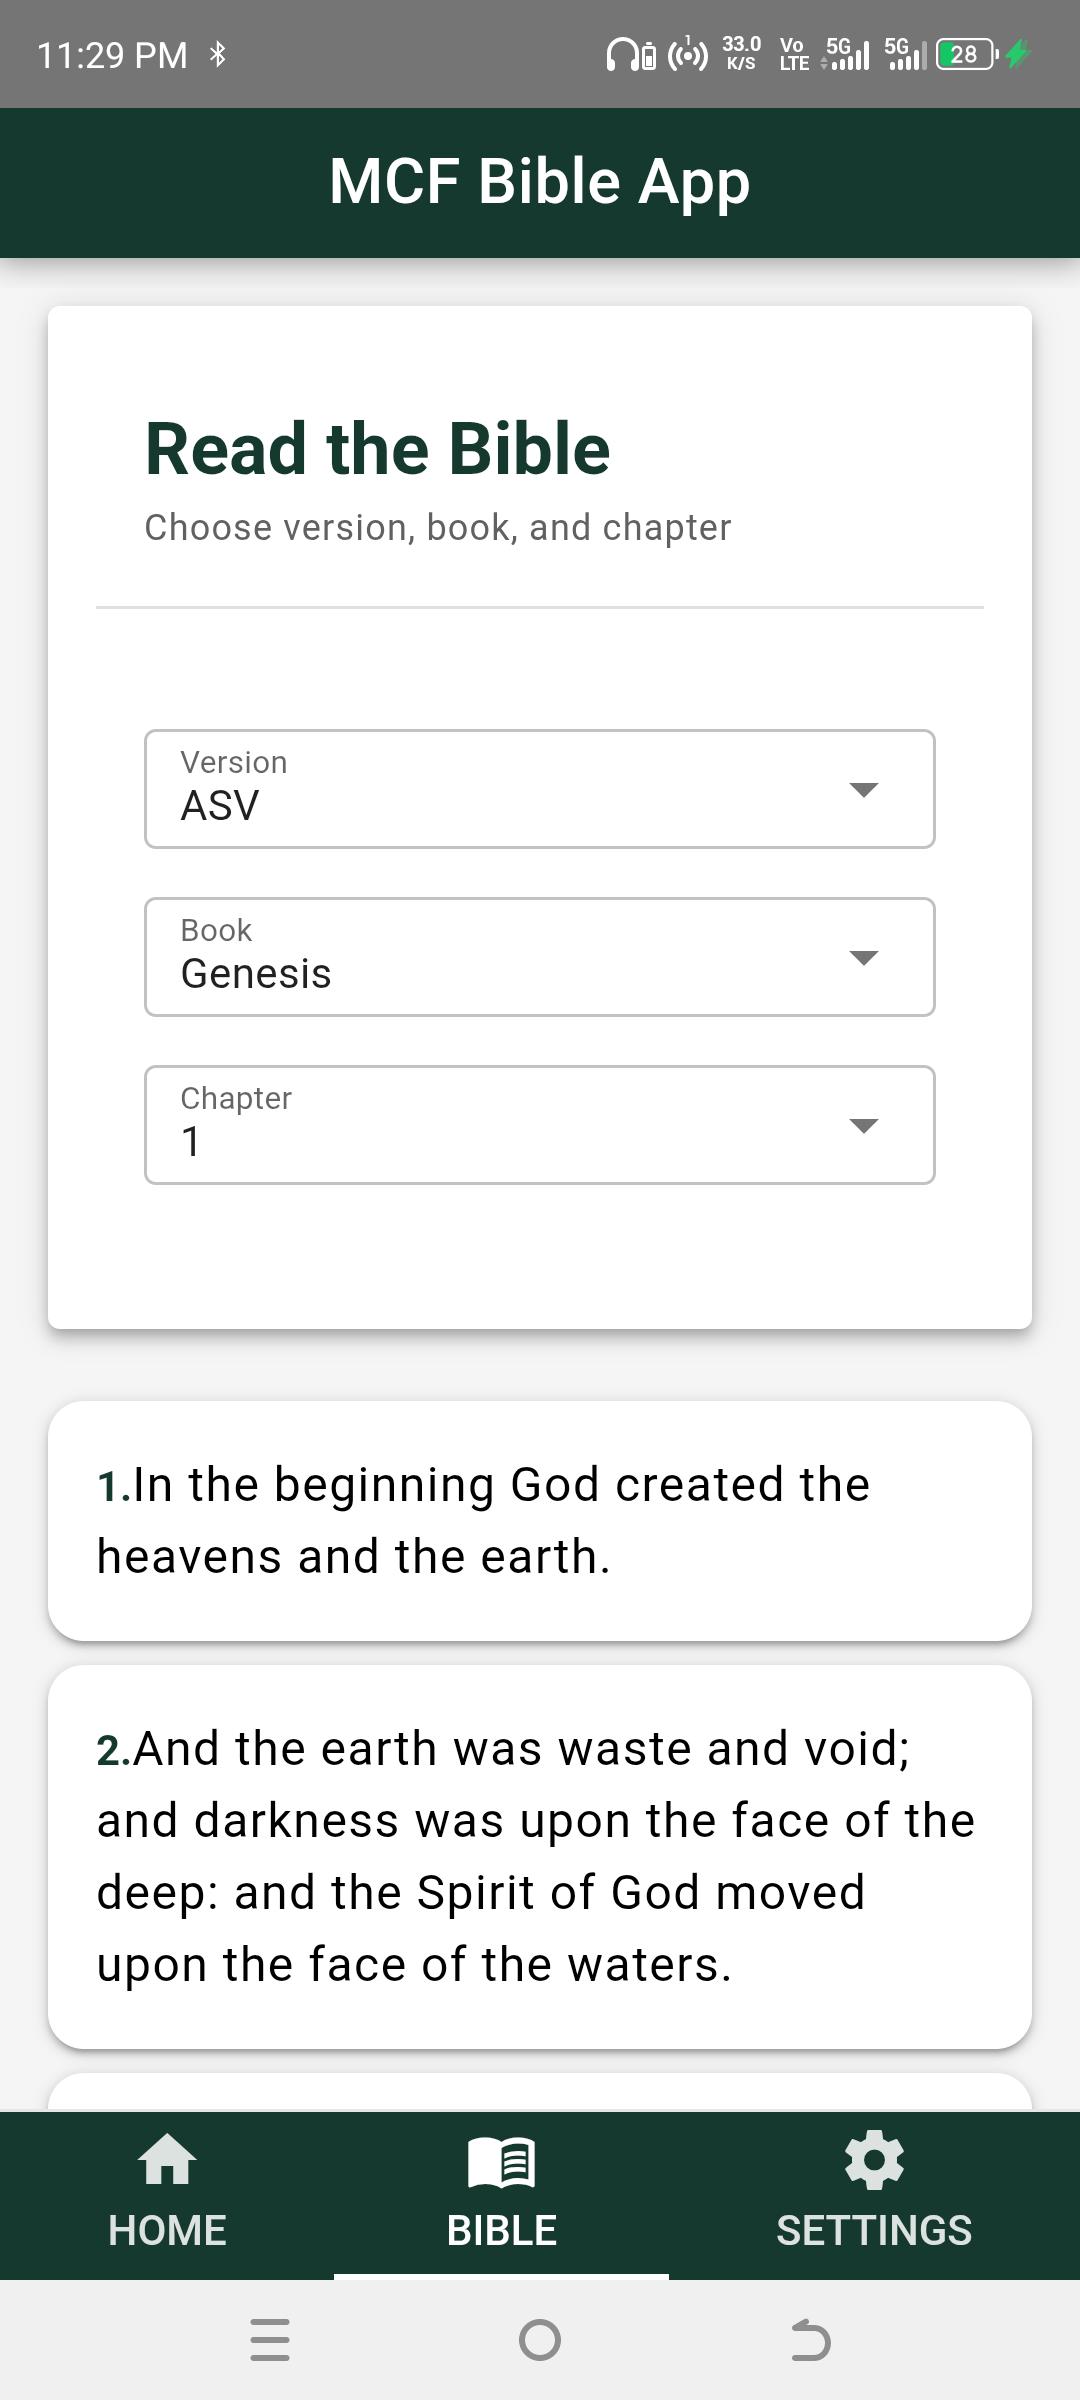 11:29 PM
1
33.0
K/S
Vo
LTE
5G
5G
28
MCF Bible App
Read the Bible
Choose version, book, and chapter
Version
ASV
Book
Genesis
Chapter
1
1.In the beginning God created the
heavens and the earth.
2.And the earth was waste and void;
and darkness was upon the face of the
deep: and the Spirit of God moved
upon the face of the waters.
HOME
BIBLE
SETTINGS